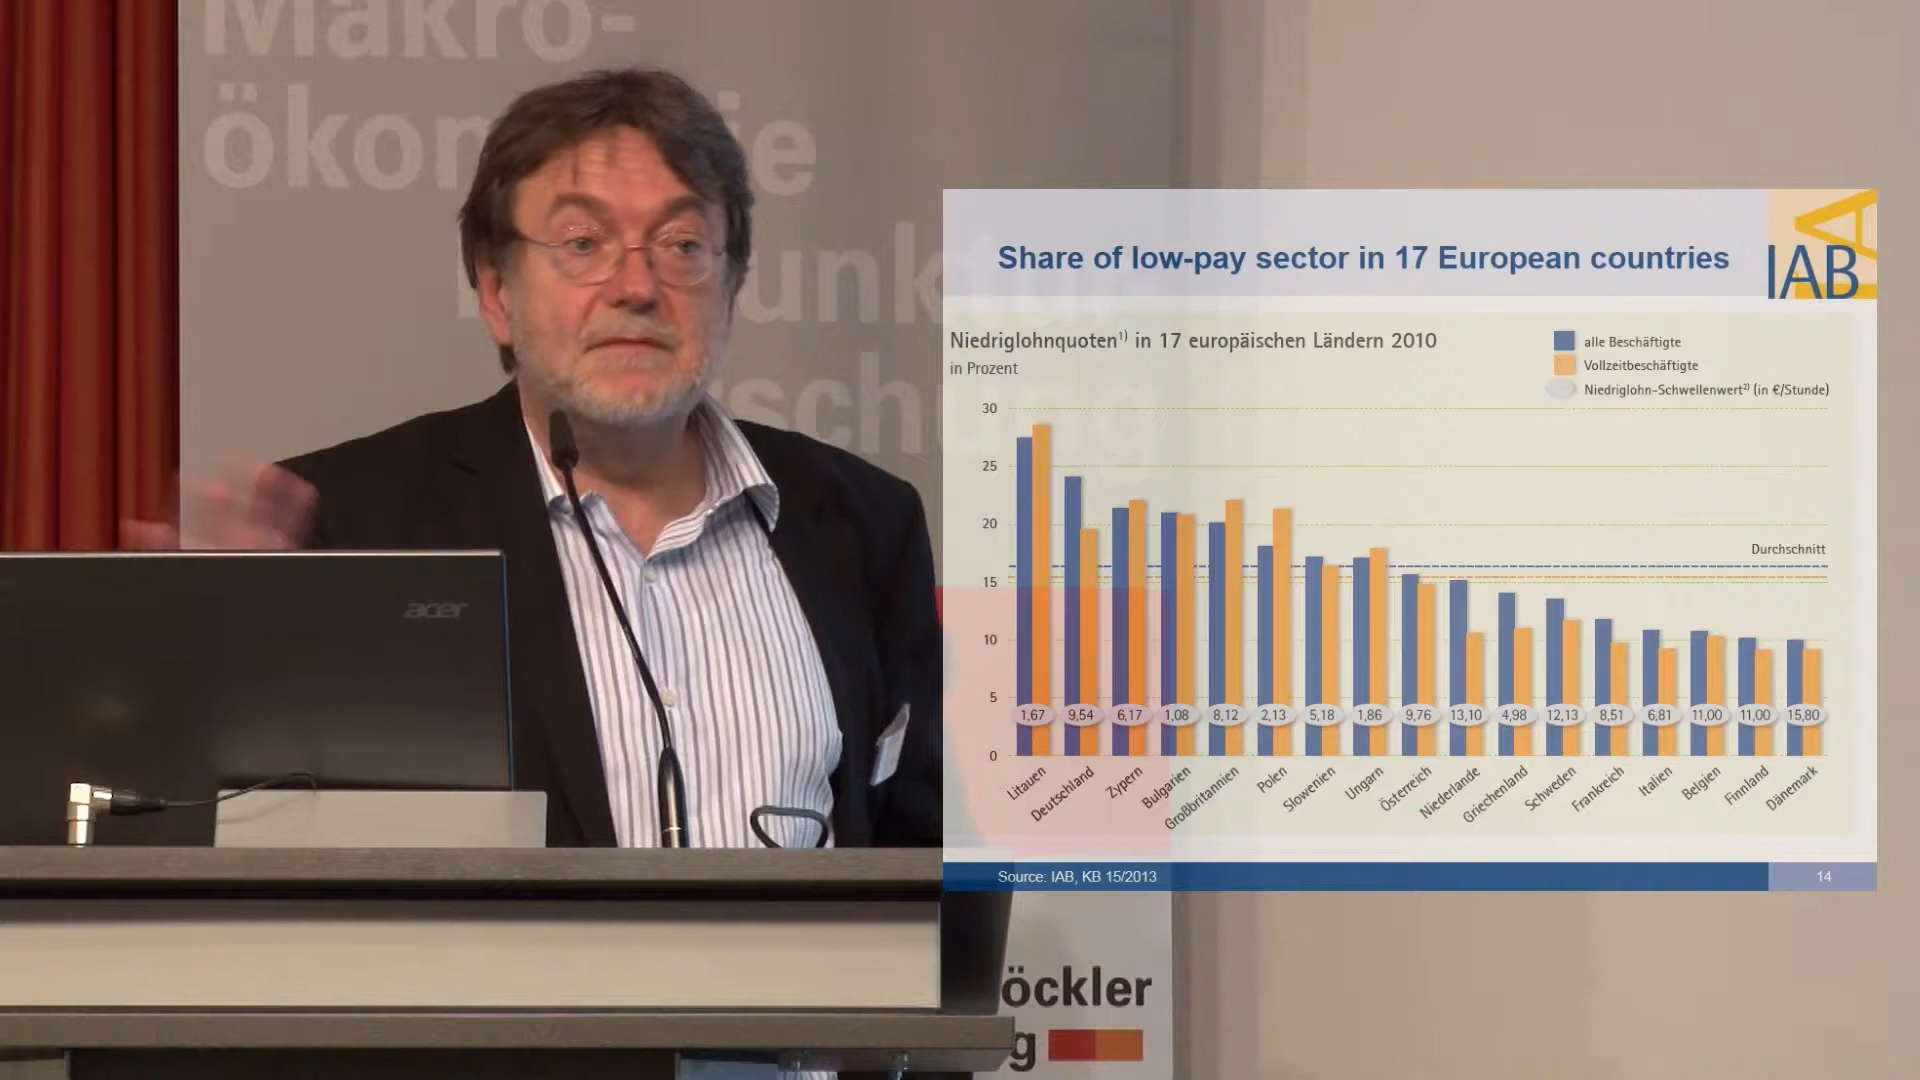 Makro-
ökon
ie
unktur-
schung
acer
öckler
g
Share of low-pay sector in 17 European countries
IAB
Niedriglohnquoten¹⁾ in 17 europäischen Ländern 2010
in Prozent
alle Beschäftigte
Vollzeitbeschäftigte
Niedriglohn-Schwellenwert²⁾ (in €/Stunde)
30
25
20
Durchschnitt
15
10
5
1,67 9,54 6,17 1,08 8,12 2,13 5,18 1,86 9,76 13,10 4,98 12,13 8,51 6,81 11,00 11,00 15,80
0
Litauen Deutschland Zypern Bulgarien Großbritannien Polen Slowenien Ungarn Österreich Niederlande Griechenland Schweden Frankreich Italien Belgien Finnland Dänemark
Source: IAB, KB 15/2013
14